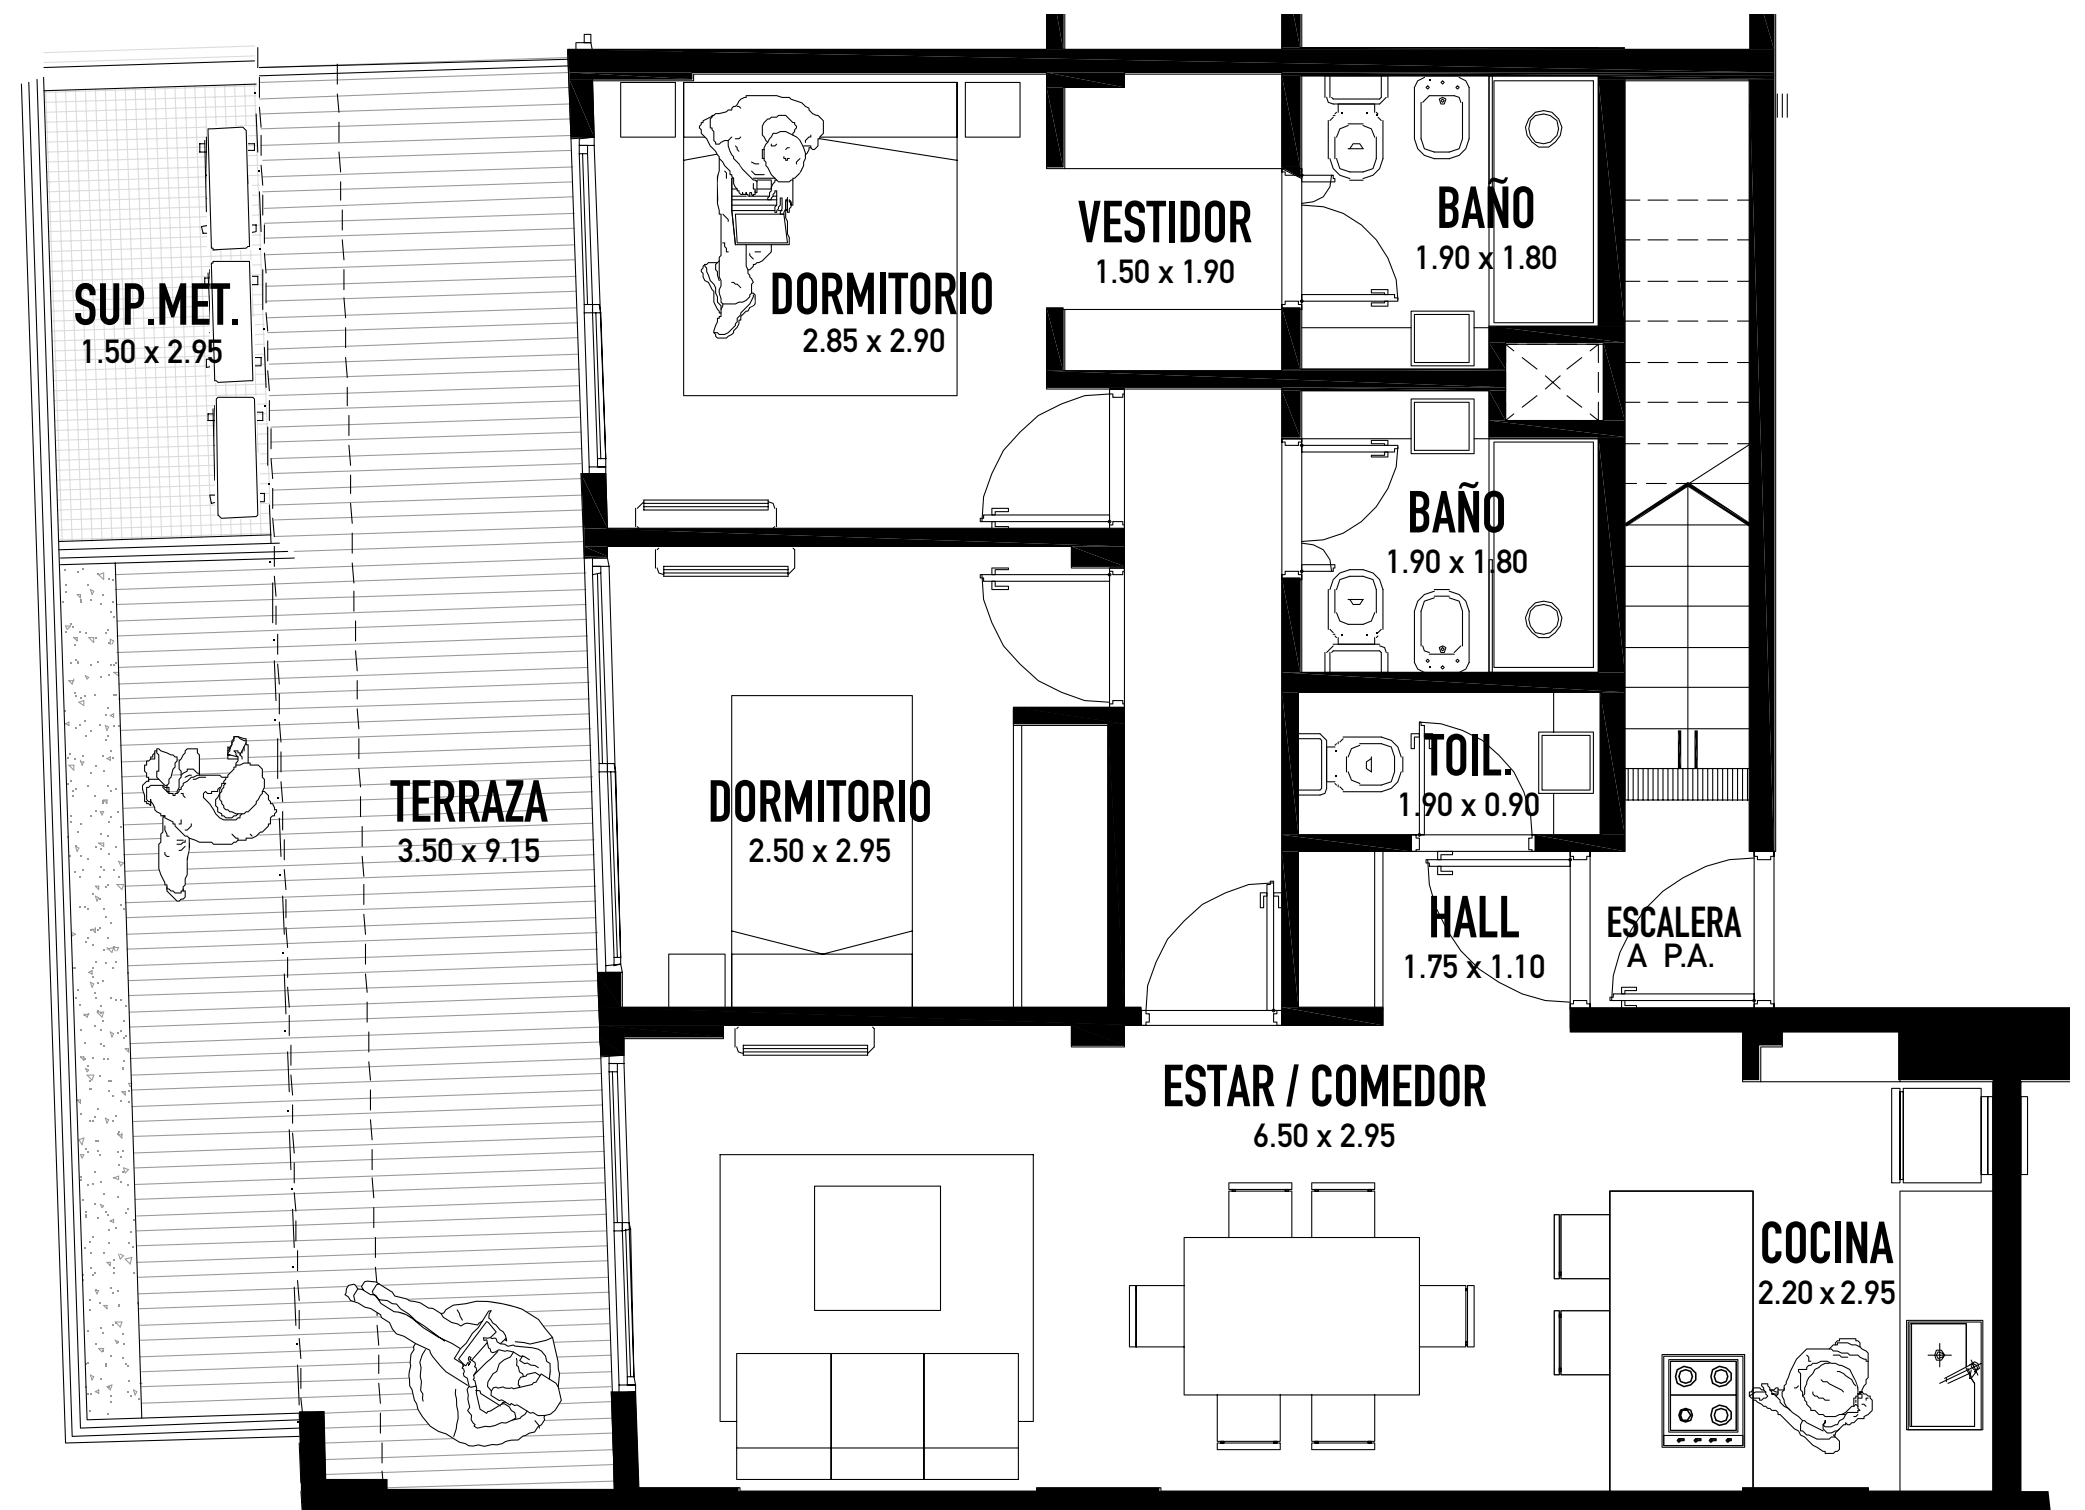 BAÑO
1.90 x 1.80
VESTIDOR
1.50 x 1.90
DORMITORIO
2.85 x 2.90
SUP.MET.
1.50 x 2.95
BAÑO
1.90 x 1.80
TOIL.
1.90 x 0.90
TERRAZA
3.50 x 9.15
DORMITORIO
2.50 x 2.95
HALL
1.75 x 1.10
ESCALERA
A P.A.
ESTAR / COMEDOR
6.50 x 2.95
COCINA
2.20 x 2.95